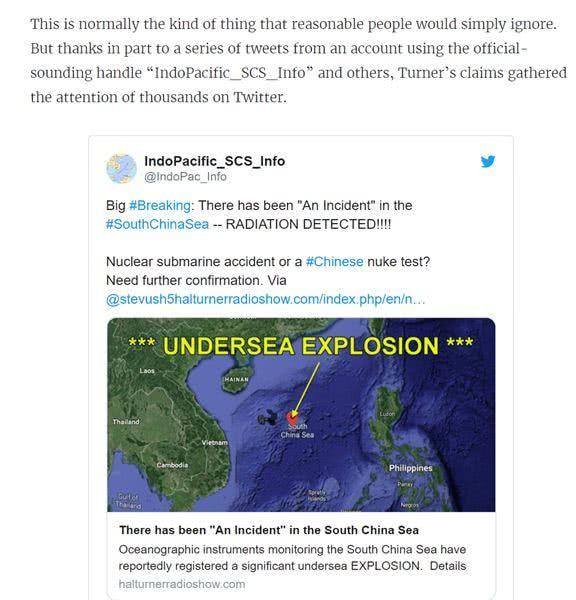 This is normally the kind of thing that reasonable people would simply ignore.
But thanks in part to a series of tweets from an account using the official-
sounding handle “IndoPacific_SCS_Info” and others, Turner’s claims gathered
the attention of thousands on Twitter.
IndoPacific_SCS_Info
@IndoPac_Info
Big #Breaking: There has been "An Incident" in the
#SouthChinaSea -- RADIATION DETECTED!!!!
Nuclear submarine accident or a #Chinese nuke test?
Need further confirmation. Via
@stevush5halturnerradioshow.com/index.php/en/n…
*** UNDERSEA EXPLOSION ***
Laos
HAINAN
Thailand
Luzon
South
China Sea
Vietnam
Cambodia
Philippines
Panay
Gulf of
Thailand
Spratly
Islands
Negros
There has been "An Incident" in the South China Sea
Oceanographic instruments monitoring the South China Sea have
reportedly registered a significant undersea EXPLOSION. Details
halturnerradioshow.com